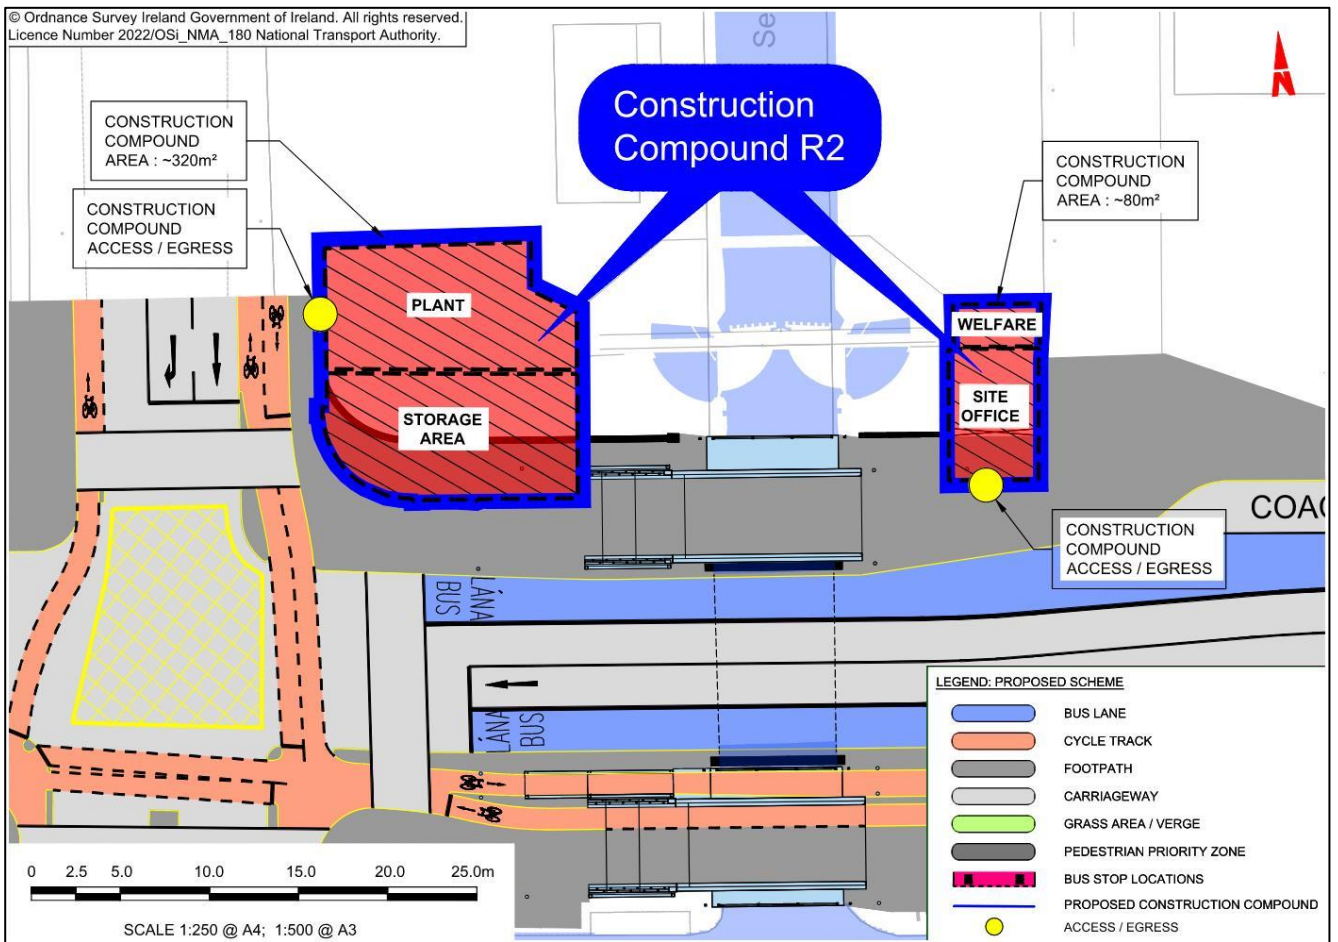 © Ordnance Survey Ireland Government of Ireland. All rights reserved.
Licence Number 2022/OSi_NMA_180 National Transport Authority.
Se
N
Construction
Compound R2
CONSTRUCTION
COMPOUND
AREA : ~320m²
CONSTRUCTION
COMPOUND
ACCESS / EGRESS
CONSTRUCTION
COMPOUND
AREA : ~80m²
PLANT
STORAGE
AREA
WELFARE
SITE
OFFICE
CONSTRUCTION
COMPOUND
ACCESS / EGRESS
COAC
LÁNA
BUS
LÁNA
BUS
LEGEND: PROPOSED SCHEME
BUS LANE
CYCLE TRACK
FOOTPATH
CARRIAGEWAY
GRASS AREA / VERGE
PEDESTRIAN PRIORITY ZONE
BUS STOP LOCATIONS
PROPOSED CONSTRUCTION COMPOUND
ACCESS / EGRESS
0 2.5 5.0 10.0 15.0 20.0 25.0m
SCALE 1:250 @ A4; 1:500 @ A3